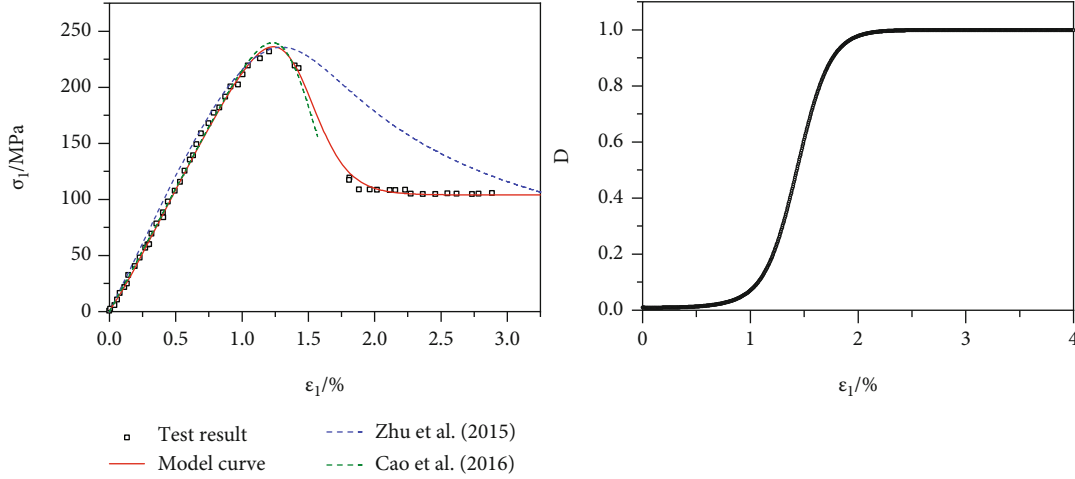 250
200
150
100
50
0
σ1/MPa
0.0 0.5 1.0 1.5 2.0 2.5 3.0
ε1/%
Test result
Model curve
Zhu et al. (2015)
Cao et al. (2016)
1.0
0.8
0.6
0.4
0.2
0.0
D
0 1 2 3 4
ε1/%